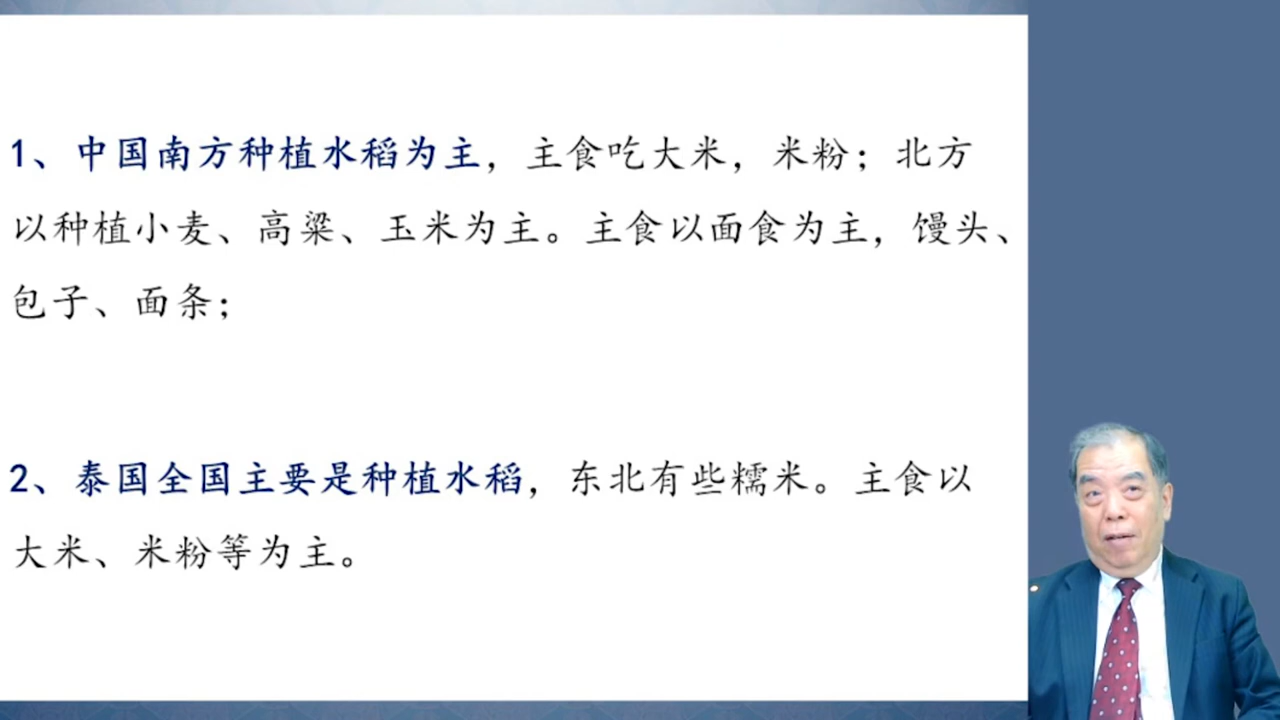 1、中国南方种植水稻为主，主食吃大米，米粉；北方
以种植小麦、高粱、玉米为主。主食以面食为主，馒头、
包子、面条；
2、泰国全国主要是种植水稻，东北有些糯米。主食以
大米、米粉等为主。